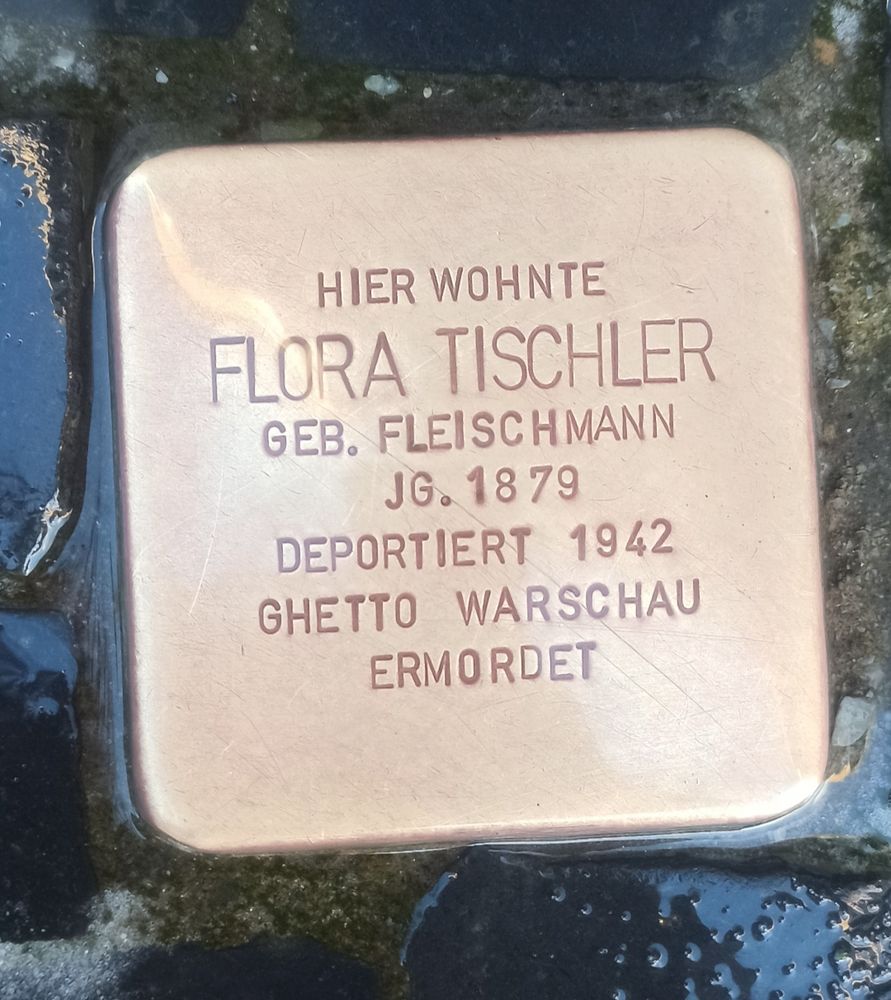 HIER WOHNTE
FLORA TISCHLER
GEB. FLEISCHMANN
JG. 1879
DEPORTIERT 1942
GHETTO WARSCHAU
ERMORDET